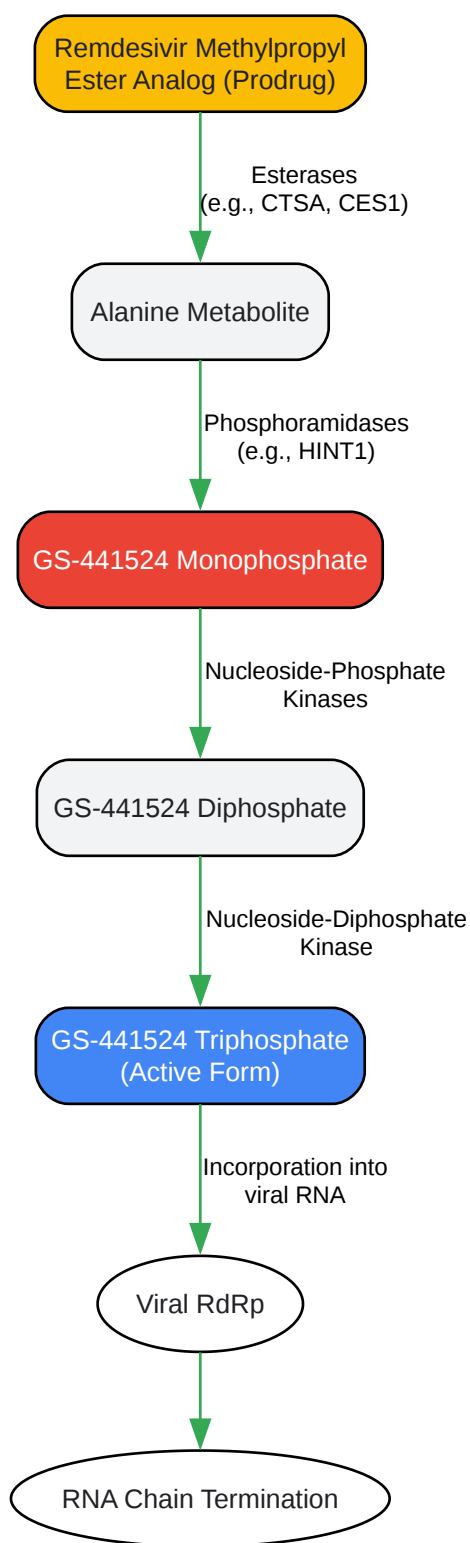 Remdesivir Methylpropyl
Ester Analog (Prodrug)
Esterases
(e.g., CTSA, CES1)
Alanine Metabolite
Phosphoramidases
(e.g., HINT1)
GS-441524 Monophosphate
Nucleoside-Phosphate
Kinases
GS-441524 Diphosphate
Nucleoside-Diphosphate
Kinase
GS-441524 Triphosphate
(Active Form)
Incorporation into
viral RNA
Viral RdRp
RNA Chain Termination